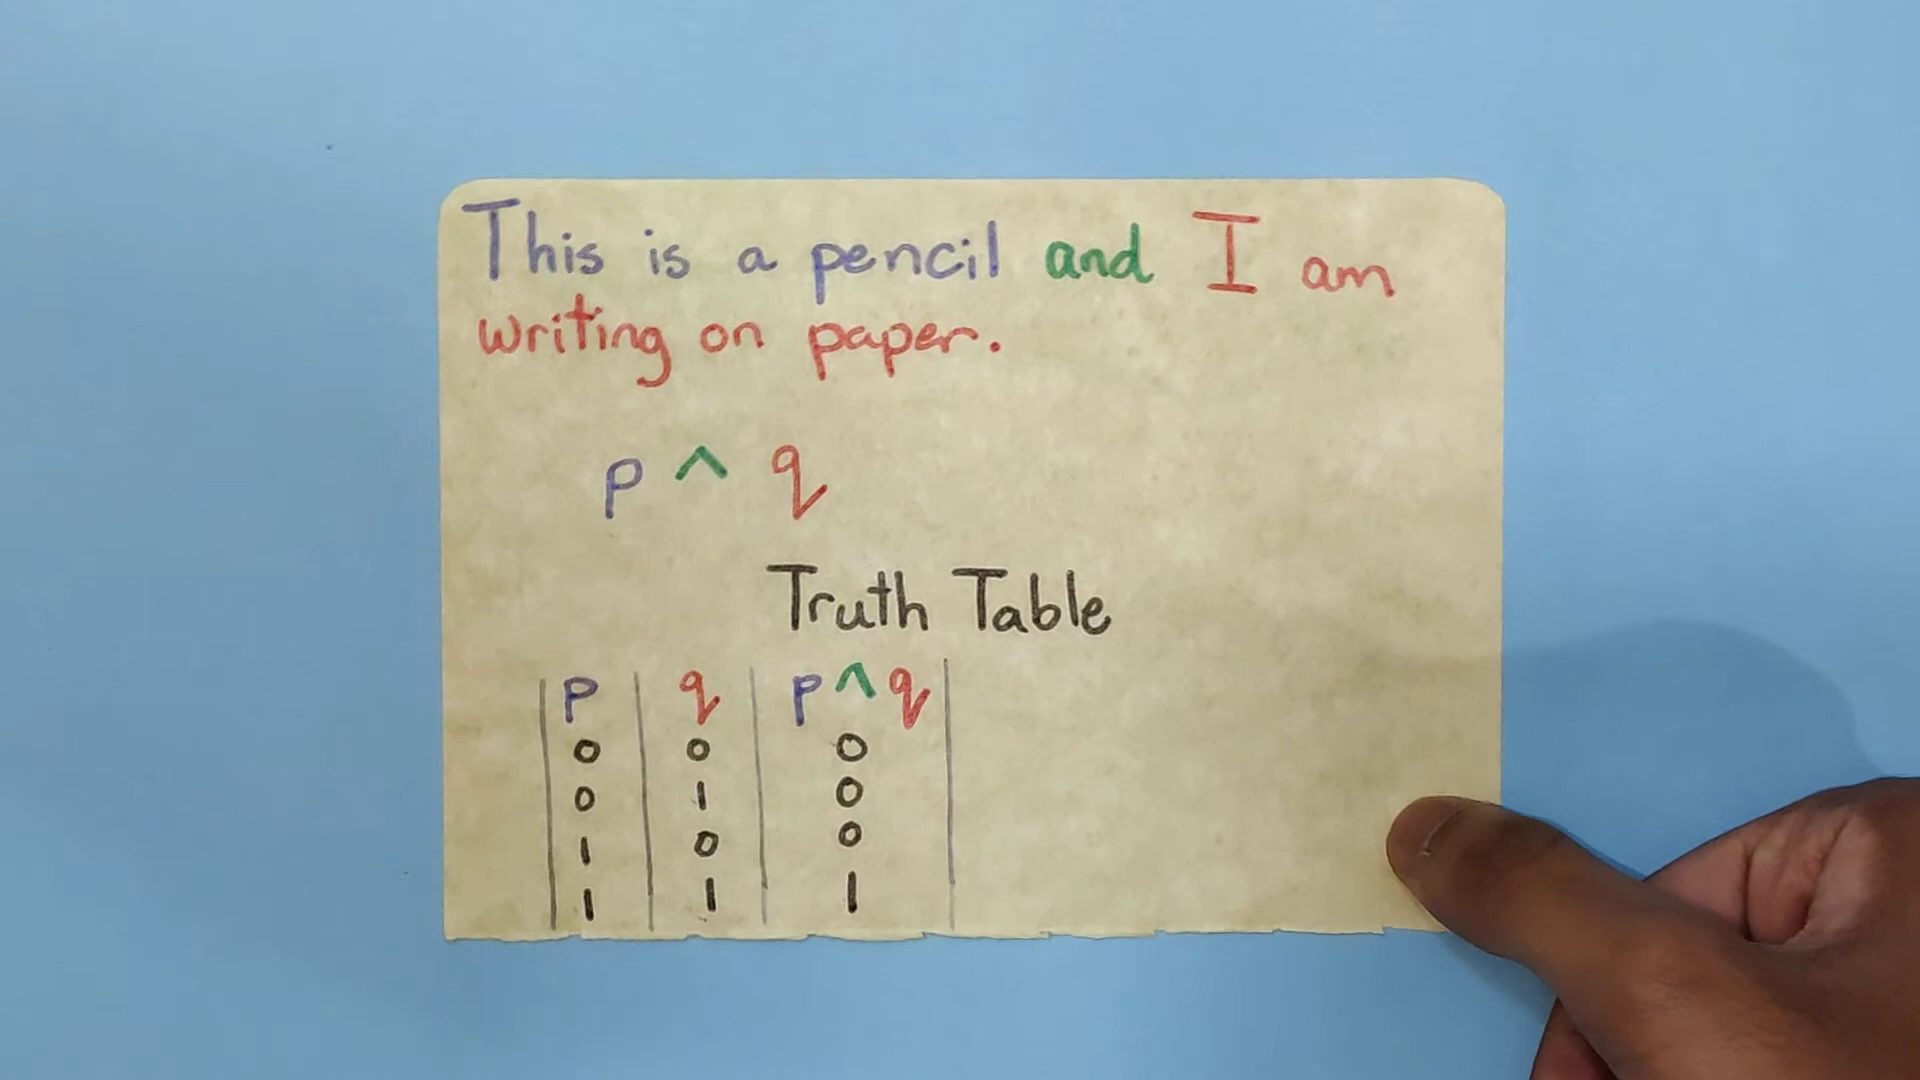 This is a pencil and I am
writing on paper.
p ^ q
Truth Table
p q p ^ q
0 0 0
0 1 0
1 0 0
1 1 1